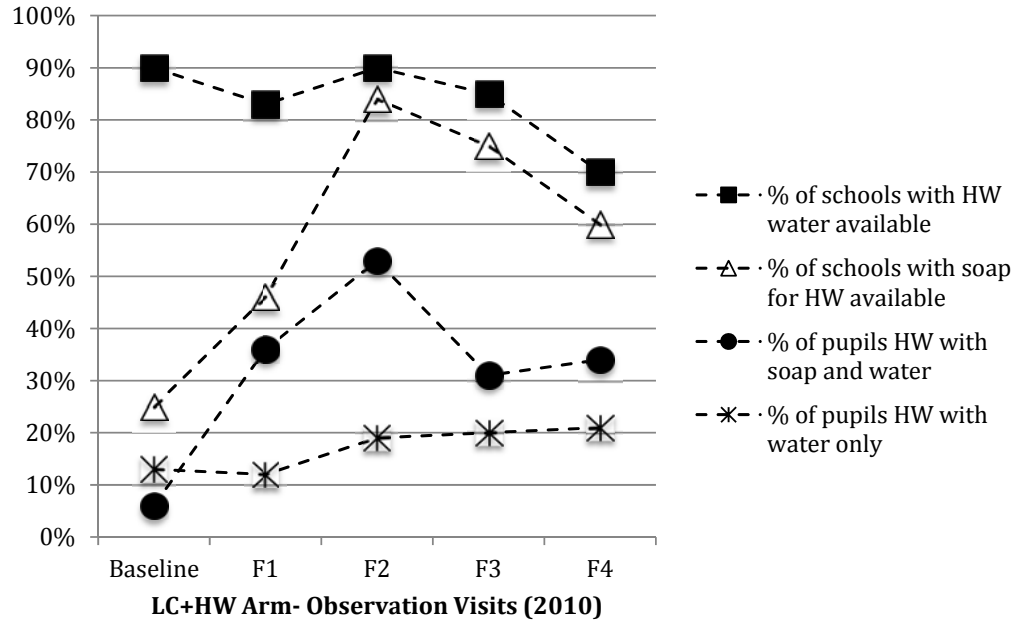 100%
90%
80%
70%
60%
50%
40%
30%
20%
10%
0%
Baseline F1 F2 F3 F4
LC+HW Arm- Observation Visits (2010)
% of schools with HW
water available
% of schools with soap
for HW available
% of pupils HW with
soap and water
% of pupils HW with
water only